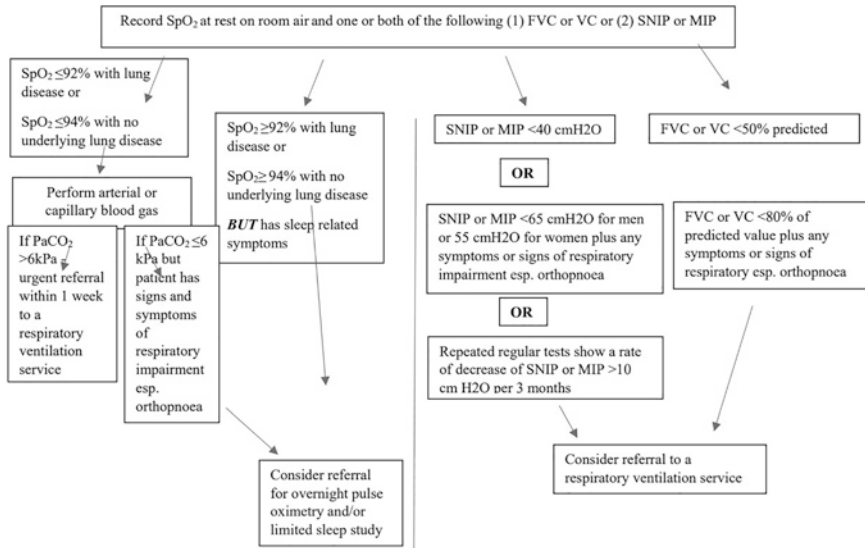 Record SpO₂ at rest on room air and one or both of the following (1) FVC or VC or (2) SNIP or MIP
SpO₂ ≤92% with lung
disease or
SpO₂ ≤94% with no
underlying lung disease
Perform arterial or
capillary blood gas
If PaCO₂
>6kPa –
urgent referral
within 1 week
to a
respiratory
ventilation
service
If PaCO₂ ≤6
kPa but
patient has
signs and
symptoms
of
respiratory
impairment
esp.
orthopnoea
SpO₂ ≥92% with lung
disease or
SpO₂ ≥ 94% with no
underlying lung disease
BUT has sleep related
symptoms
Consider referral
for overnight pulse
oximetry and/or
limited sleep study
SNIP or MIP <40 cmH2O
OR
SNIP or MIP <65 cmH2O for men
or 55 cmH2O for women plus any
symptoms or signs of respiratory
impairment esp. orthopnoea
OR
Repeated regular tests show a rate
of decrease of SNIP or MIP >10
cm H2O per 3 months
FVC or VC <50% predicted
FVC or VC <80% of
predicted value plus any
symptoms or signs of
respiratory esp. orthopnoea
Consider referral to a
respiratory ventilation service